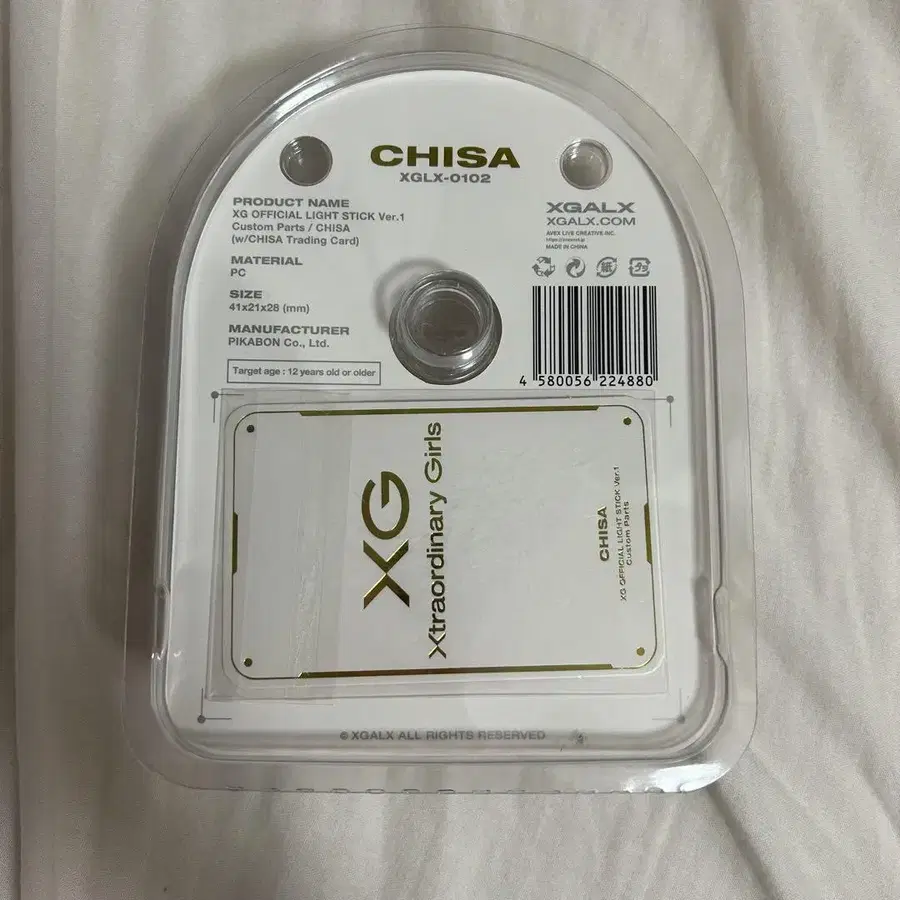 CHISA
XGLX-0102
PRODUCT NAME
XG OFFICIAL LIGHT STICK Ver.1
Custom Parts / CHISA
(w/CHISA Trading Card)
MATERIAL
PC
SIZE
41x21x28 (mm)
MANUFACTURER
PIKABON Co., Ltd.
Target age : 12 years old or older
XGALX
XGALX.COM
AVEX LIVE CREATIVE INC.
MADE IN CHINA
4 580056 224880
XG
Xtraordinary Girls
CHISA
XG OFFICIAL LIGHT STICK Ver.1
Custom Parts
© XGALX ALL RIGHTS RESERVED